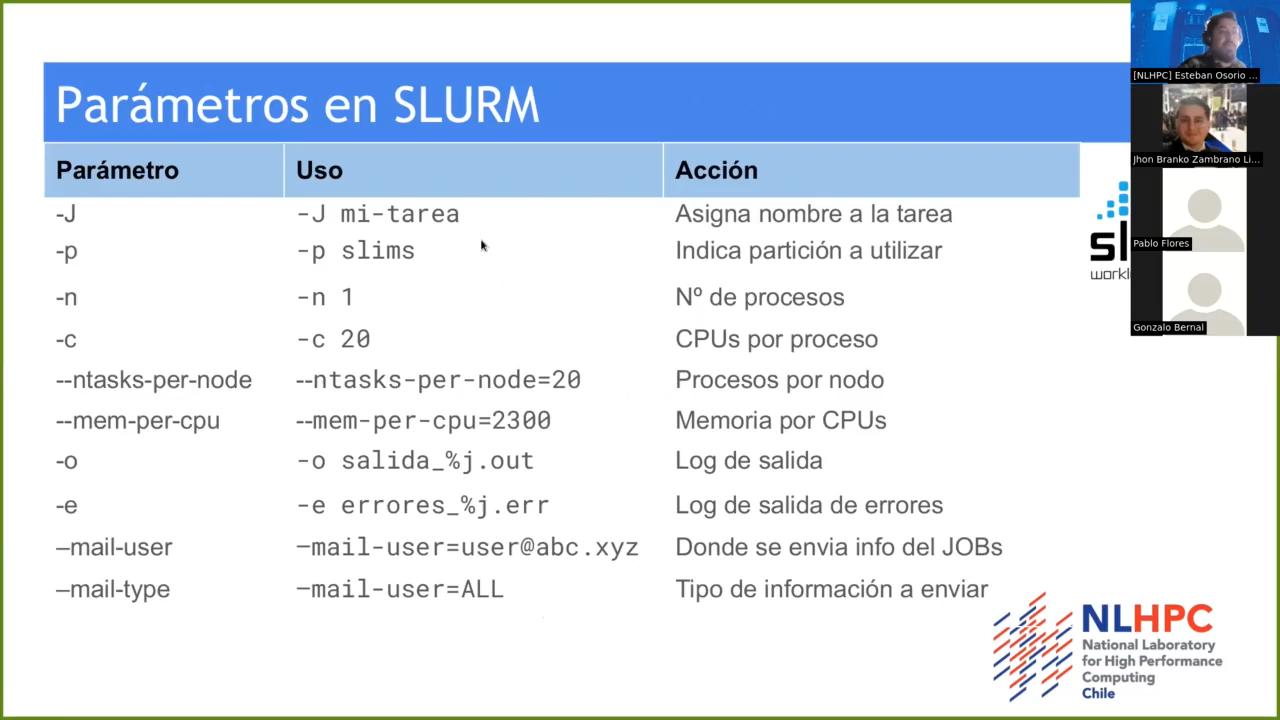 Parámetros en SLURM
Parámetro Uso Acción
-J -J mi-tarea Asigna nombre a la tarea
-p -p slims Indica partición a utilizar
-n -n 1 Nº de procesos
-c -c 20 CPUs por proceso
--ntasks-per-node --ntasks-per-node=20 Procesos por nodo
--mem-per-cpu --mem-per-cpu=2300 Memoria por CPUs
-o -o salida_%j.out Log de salida
-e -e errores_%j.err Log de salida de errores
–mail-user –mail-user=user@abc.xyz Donde se envia info del JOBs
–mail-type –mail-user=ALL Tipo de información a enviar
[NLHPC] Esteban Osorio ...
Jhon Branko Zambrano Li...
Pablo Flores
Gonzalo Bernal
NLHPC
National Laboratory
for High Performance
Computing
Chile